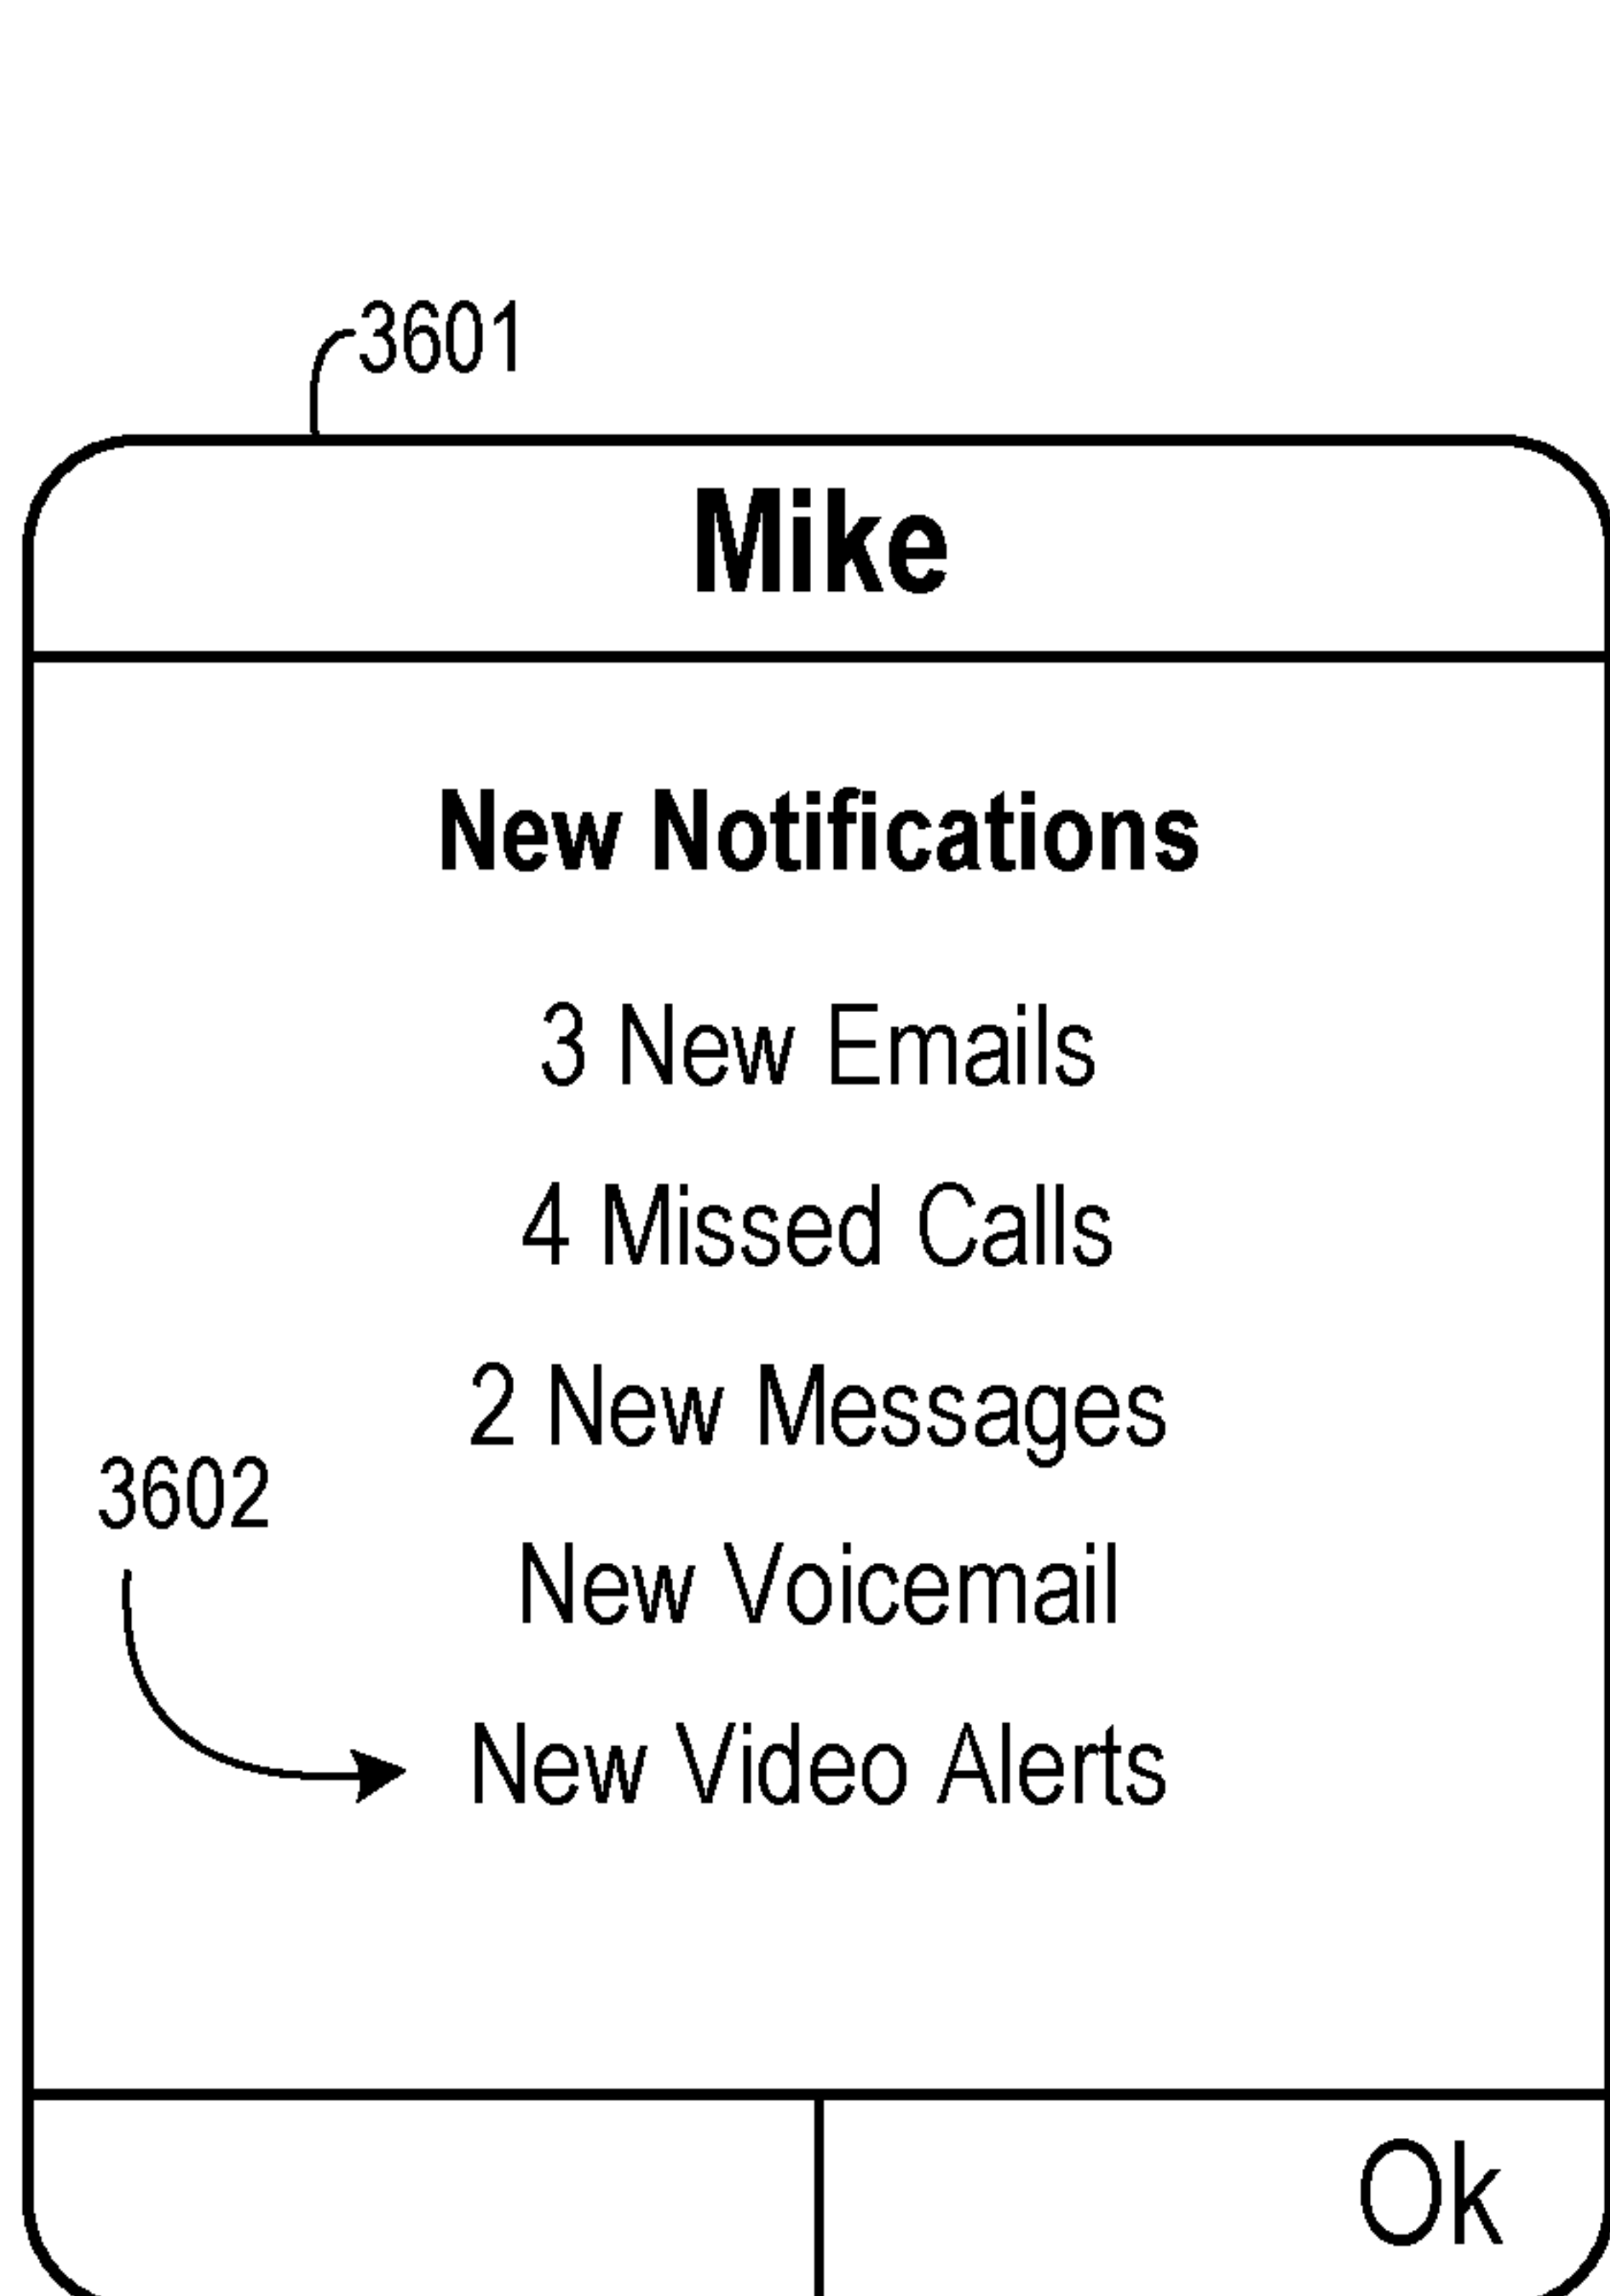 3601
Mike
New Notifications
3 New Emails
4 Missed Calls
2 New Messages
3602
New Voicemail
New Video Alerts
Ok